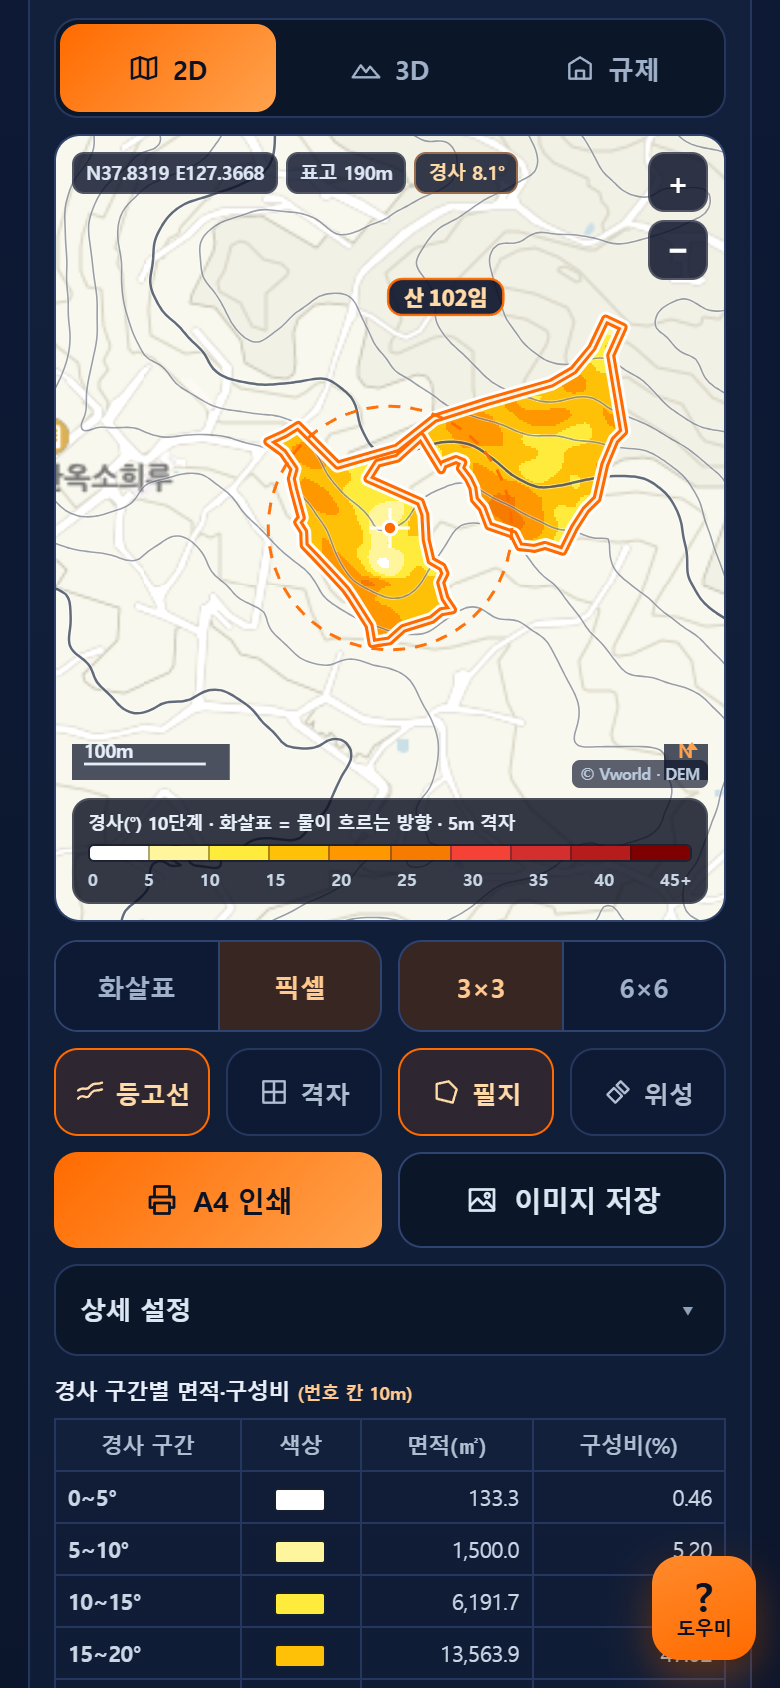 2D
3D
규제
N37.8319 E127.3668
표고 190m
경사 8.1°
+
−
산 102임
옥소희루
100m
N
© Vworld · DEM
경사(°) 10단계 · 화살표 = 물이 흐르는 방향 · 5m 격자
0 5 10 15 20 25 30 35 40 45+
화살표
픽셀
3×3
6×6
등고선
격자
필지
위성
A4 인쇄
이미지 저장
상세 설정
▼
경사 구간별 면적·구성비 (번호 칸 10m)
경사 구간 색상 면적(㎡) 구성비(%)
0~5° 133.3 0.46
5~10° 1,500.0 5.20
10~15° 6,191.7
15~20° 13,563.9
?
도우미